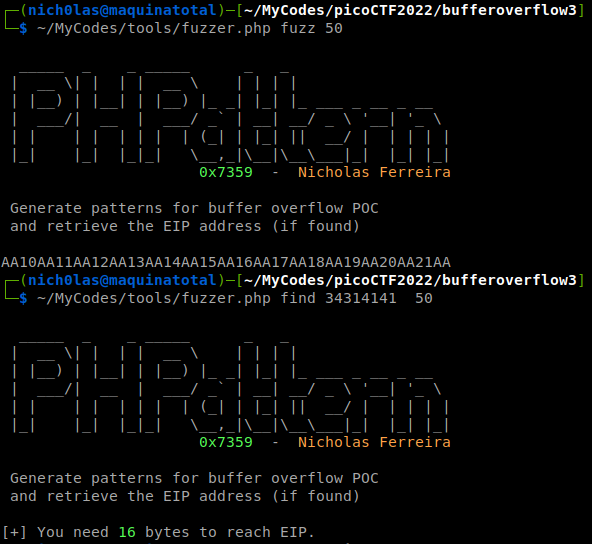 ┌──(nich0las@maquinatotal)-[~/MyCodes/picoCTF2022/bufferoverflow3]
└─$ ~/MyCodes/tools/fuzzer.php fuzz 50
PHPattern
0x7359 - Nicholas Ferreira
Generate patterns for buffer overflow POC
and retrieve the EIP address (if found)
AA10AA11AA12AA13AA14AA15AA16AA17AA18AA19AA20AA21AA
┌──(nich0las@maquinatotal)-[~/MyCodes/picoCTF2022/bufferoverflow3]
└─$ ~/MyCodes/tools/fuzzer.php find 34314141  50
PHPattern
0x7359 - Nicholas Ferreira
Generate patterns for buffer overflow POC
and retrieve the EIP address (if found)
[+] You need 16 bytes to reach EIP.